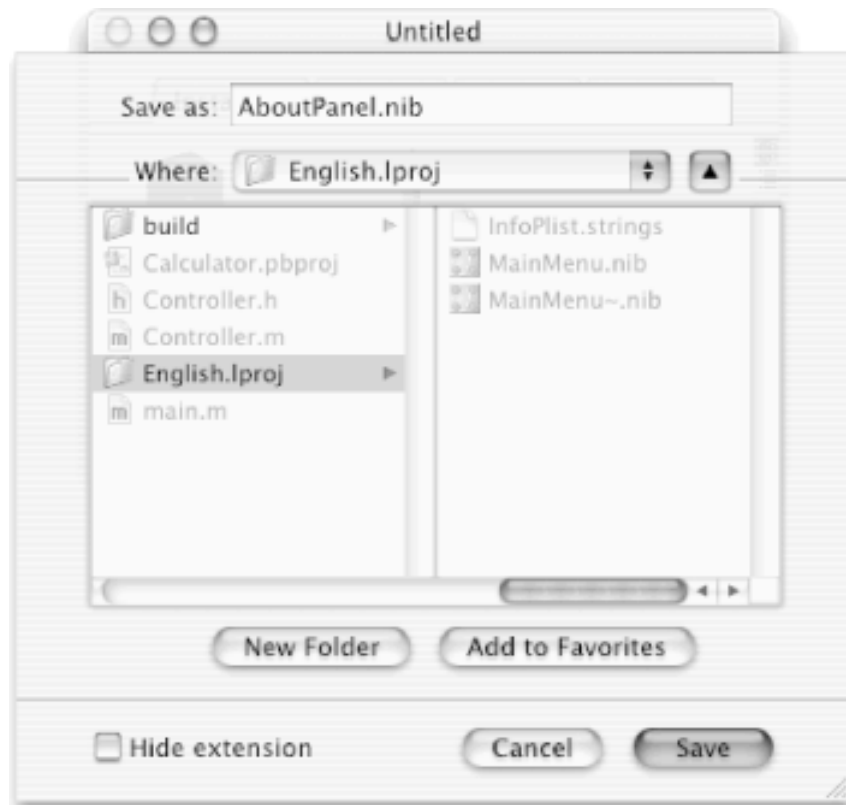 Untitled
Save as: AboutPanel.nib
Where: English.lproj
build
Calculator.pbproj
Controller.h
Controller.m
English.lproj
main.m
InfoPlist.strings
MainMenu.nib
MainMenu~.nib
New Folder Add to Favorites
Hide extension Cancel Save